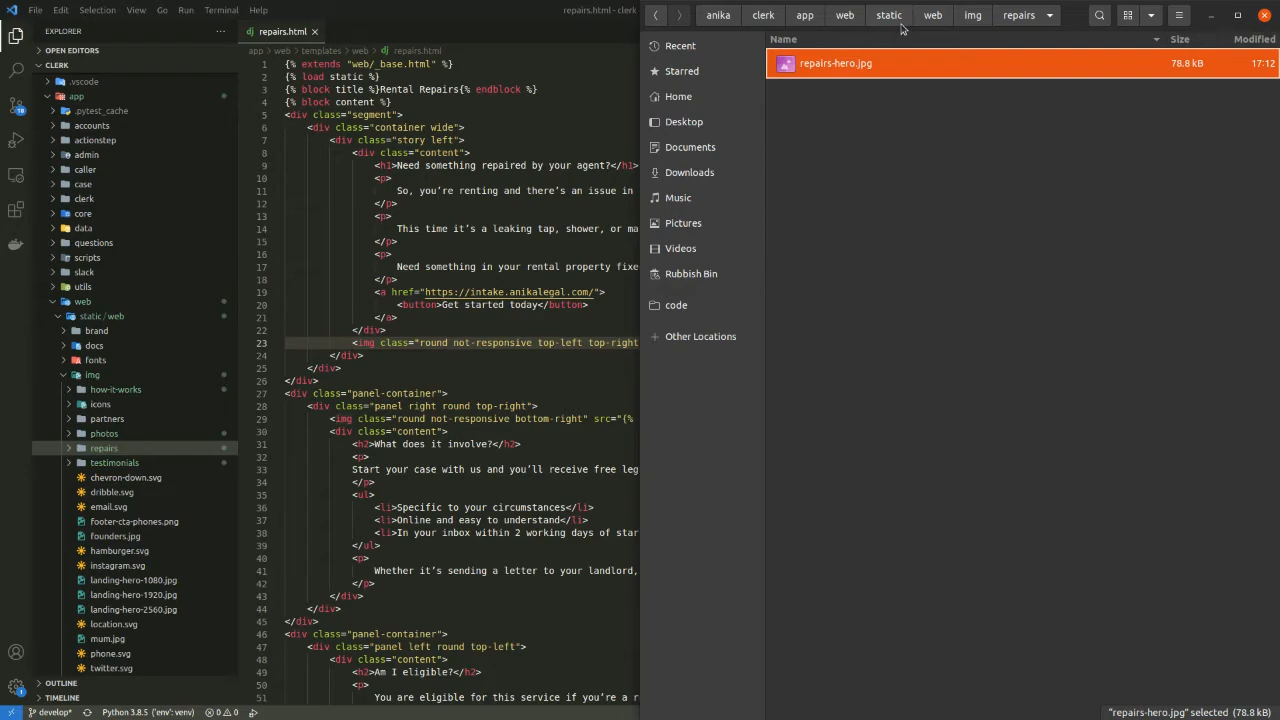 File Edit Selection View Go Run Terminal Help
repairs.html - clerk
EXPLORER
OPEN EDITORS
CLERK
.vscode
app
.pytest_cache
accounts
actionstep
admin
caller
case
clerk
core
data
questions
scripts
slack
utils
web
static / web
brand
docs
fonts
img
how-it-works
icons
partners
photos
repairs
testimonials
chevron-down.svg
dribble.svg
email.svg
footer-cta-phones.png
founders.jpg
hamburger.svg
instagram.svg
landing-hero-1080.jpg
landing-hero-1920.jpg
landing-hero-2560.jpg
location.svg
mum.jpg
phone.svg
twitter.svg
OUTLINE
TIMELINE
dj repairs.html
app web templates web dj repairs.html
1 {% extends "web/_base.html" %}
2 {% load static %}
3 {% block title %}Rental Repairs{% endblock %}
4 {% block content %}
5 <div class="segment">
6 <div class="container wide">
7 <div class="story left">
8 <div class="content">
9 <h1>Need something repaired by your agent?</h1>
10 <p>
11 So, you're renting and there's an issue in
12 </p>
13 <p>
14 This time it's a leaking tap, shower, or ma
15 </p>
16 <p>
17 Need something in your rental property fixe
18 </p>
19 <a href="https://intake.anikalegal.com/">
20 <button>Get started today</button>
21 </a>
22 </div>
23 <img class="round not-responsive top-left top-right
24 </div>
25 </div>
26 </div>
27 <div class="panel-container">
28 <div class="panel right round top-right">
29 <img class="round not-responsive bottom-right" src="{%
30 <div class="content">
31 <h2>What does it involve?</h2>
32 <p>
33 Start your case with us and you'll receive free leg
34 </p>
35 <ul>
36 <li>Specific to your circumstances</li>
37 <li>Online and easy to understand</li>
38 <li>In your inbox within 2 working days of star
39 </ul>
40 <p>
41 Whether it's sending a letter to your landlord,
42 </p>
43 </div>
44 </div>
45 </div>
46 <div class="panel-container">
47 <div class="panel left round top-left">
48 <div class="content">
49 <h2>Am I eligible?</h2>
50 <p>
51 You are eligible for this service if you're a r
develop* Python 3.8.5 ('env': venv) 0 0
anika clerk app web static web img repairs
Recent
Starred
Home
Desktop
Documents
Downloads
Music
Pictures
Videos
Rubbish Bin
code
Other Locations
Name Size Modified
repairs-hero.jpg 78.8 kB 17:12
"repairs-hero.jpg" selected (78.8 kB)